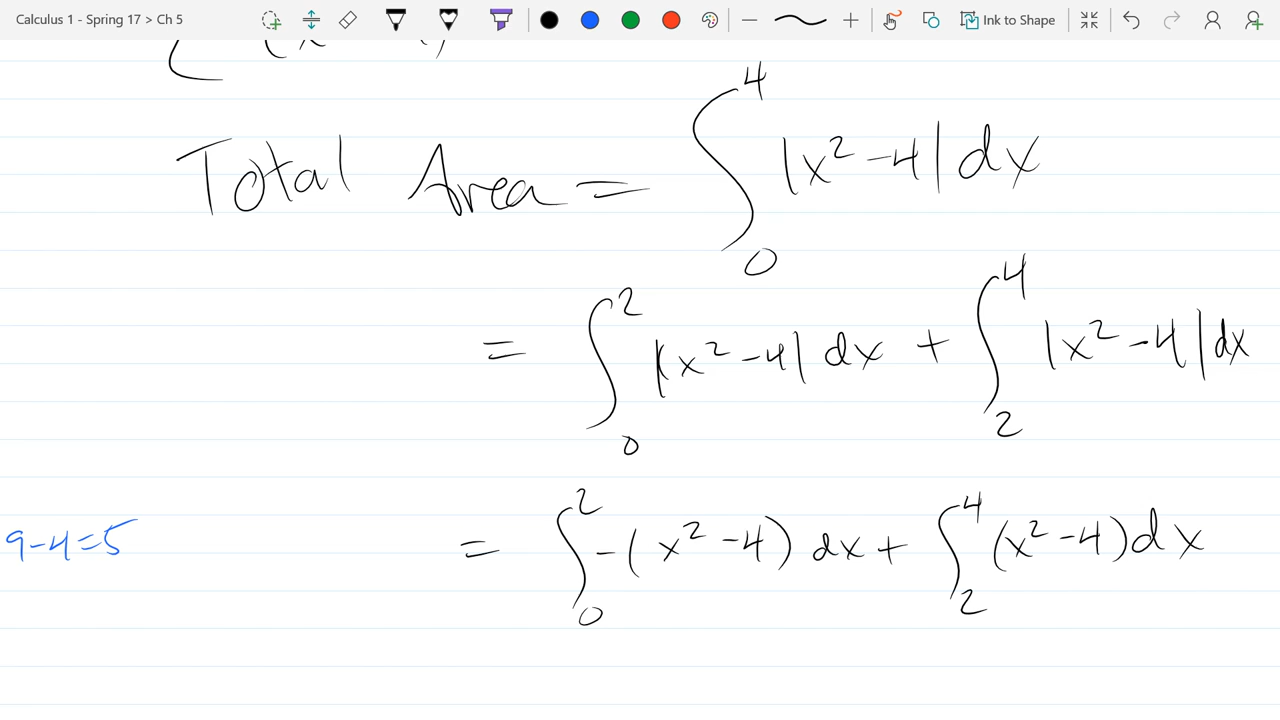 Calculus 1 - Spring 17 > Ch 5
Ink to Shape
Total Area = ∫₀⁴ |x² - 4| dx
= ∫₀² |x² - 4| dx + ∫₂⁴ |x² - 4| dx
9 - 4 = 5
= ∫₀² -(x² - 4) dx + ∫₂⁴ (x² - 4) dx